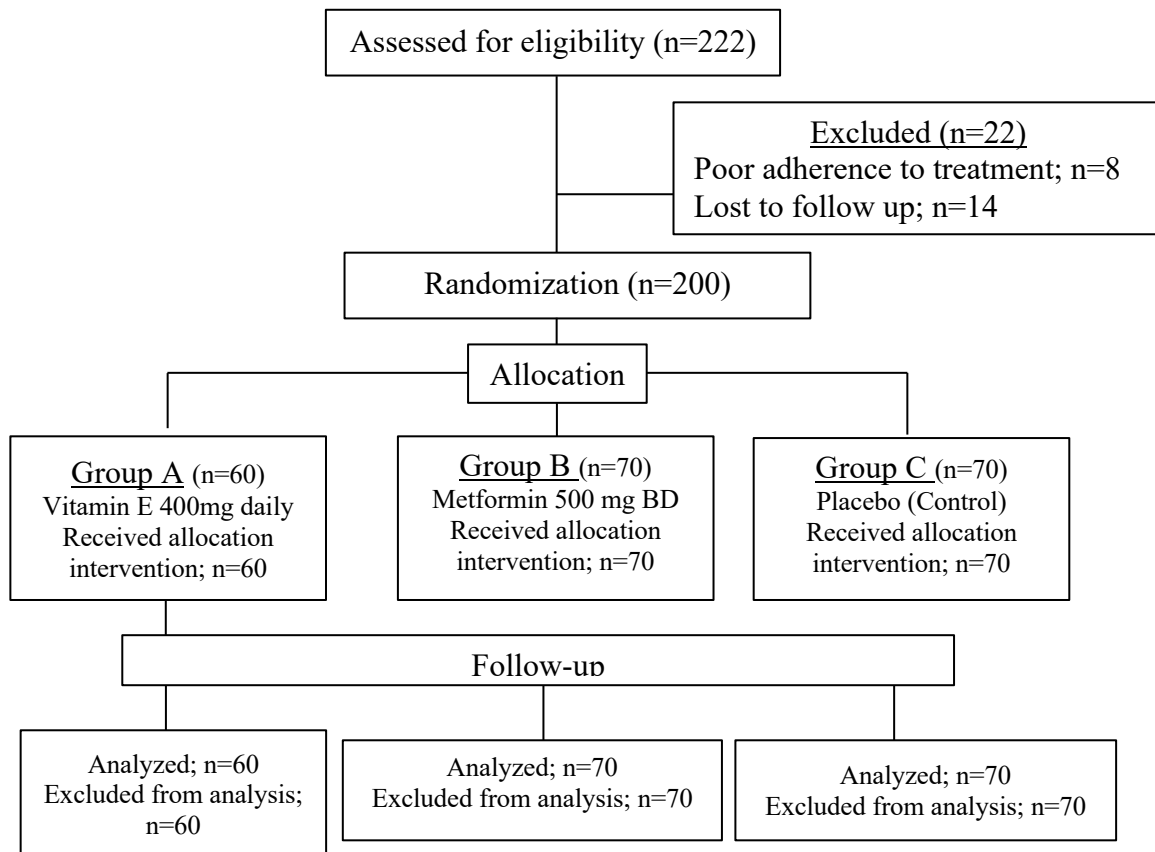 Assessed for eligibility (n=222)
Excluded (n=22)
Poor adherence to treatment; n=8
Lost to follow up; n=14
Randomization (n=200)
Allocation
Group A (n=60)
Vitamin E 400mg daily
Received allocation
intervention; n=60
Group B (n=70)
Metformin 500 mg BD
Received allocation
intervention; n=70
Group C (n=70)
Placebo (Control)
Received allocation
intervention; n=70
Follow-up
Analyzed; n=60
Excluded from analysis;
n=60
Analyzed; n=70
Excluded from analysis; n=70
Analyzed; n=70
Excluded from analysis; n=70